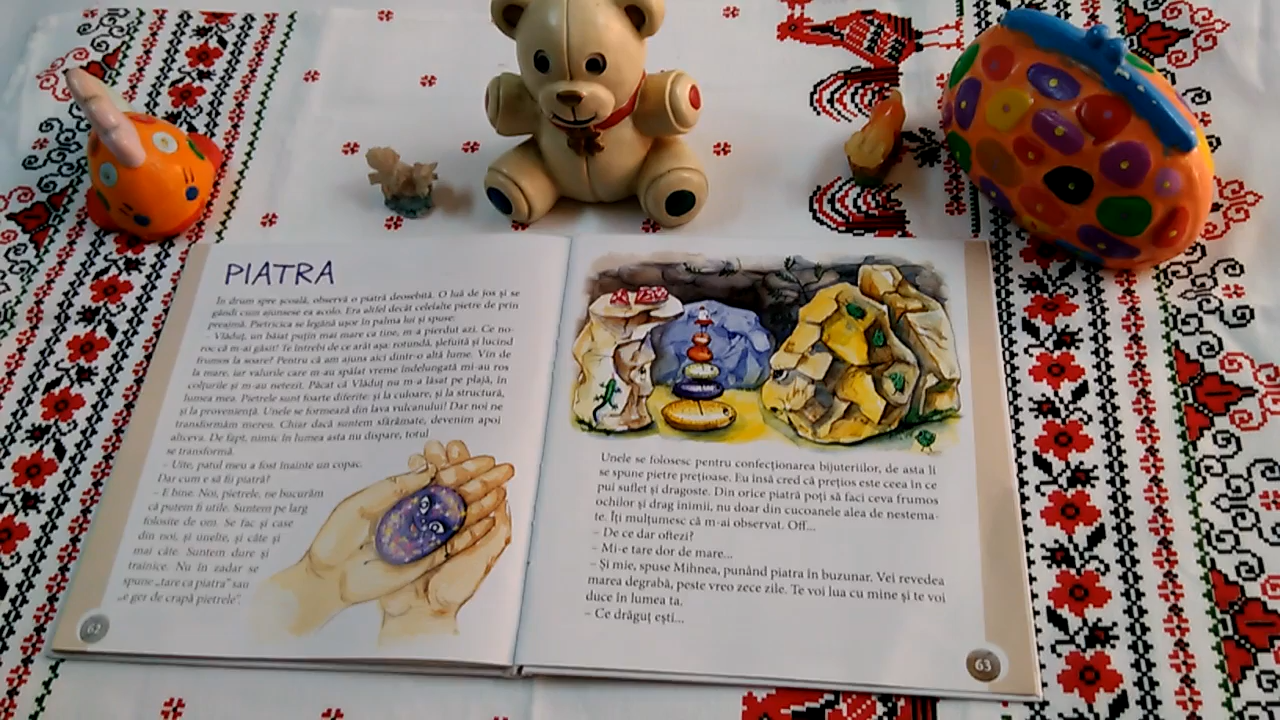 PIATRA
În drum spre școală, observă o piatră deosebită. O luă de jos și se
gândi cum ajunsese ea acolo. Era altfel decât celelalte pietre de prin
preajmă. Pietricica se legănă ușor în palma lui și spuse:
– Vlăduț, un băiat puțin mai mare ca tine, m-a pierdut azi. Ce no-
roc că m-ai găsit! Te întrebi de ce arăt așa: rotundă, șlefuită și lucind
frumos la soare? Pentru că am ajuns aici dintr-o altă lume. Vin de
la mare, iar valurile care m-au spălat vreme îndelungată mi-au ros
colțurile și m-au netezit. Păcat că Vlăduț nu m-a lăsat pe plajă, în
lumea mea. Pietrele sunt foarte diferite: și la culoare, și la structură,
și la proveniență. Unele se formează din lava vulcanului! Dar noi ne
transformăm mereu. Chiar dacă suntem sfărâmate, devenim apoi
altceva. De fapt, nimic în lumea asta nu dispare, totul
se transformă.
– Uite, patul meu a fost înainte un copac.
Dar cum e să fii piatră?
– E bine. Noi, pietrele, ne bucurăm
că putem fi utile. Suntem pe larg
folosite de om. Se fac și case
din noi, și unelte, și câte și
mai câte. Suntem dure și
trainice. Nu în zadar se
spune „tare ca piatra” sau
„e ger de crapă pietrele”.
62
Unele se folosesc pentru confecționarea bijuteriilor, de asta li
se spune pietre prețioase. Eu însă cred că prețios este ceea în ce
pui suflet și dragoste. Din orice piatră poți să faci ceva frumos
ochilor și drag inimii, nu doar din cucoanele alea de nestema-
te. Îți mulțumesc că m-ai observat. Off...
– De ce dar oftezi?
– Mi-e tare dor de mare...
– Și mie, spuse Mihnea, punând piatra în buzunar. Vei revedea
marea degrabă, peste vreo zece zile. Te voi lua cu mine și te voi
duce în lumea ta.
– Ce drăguț ești...
63